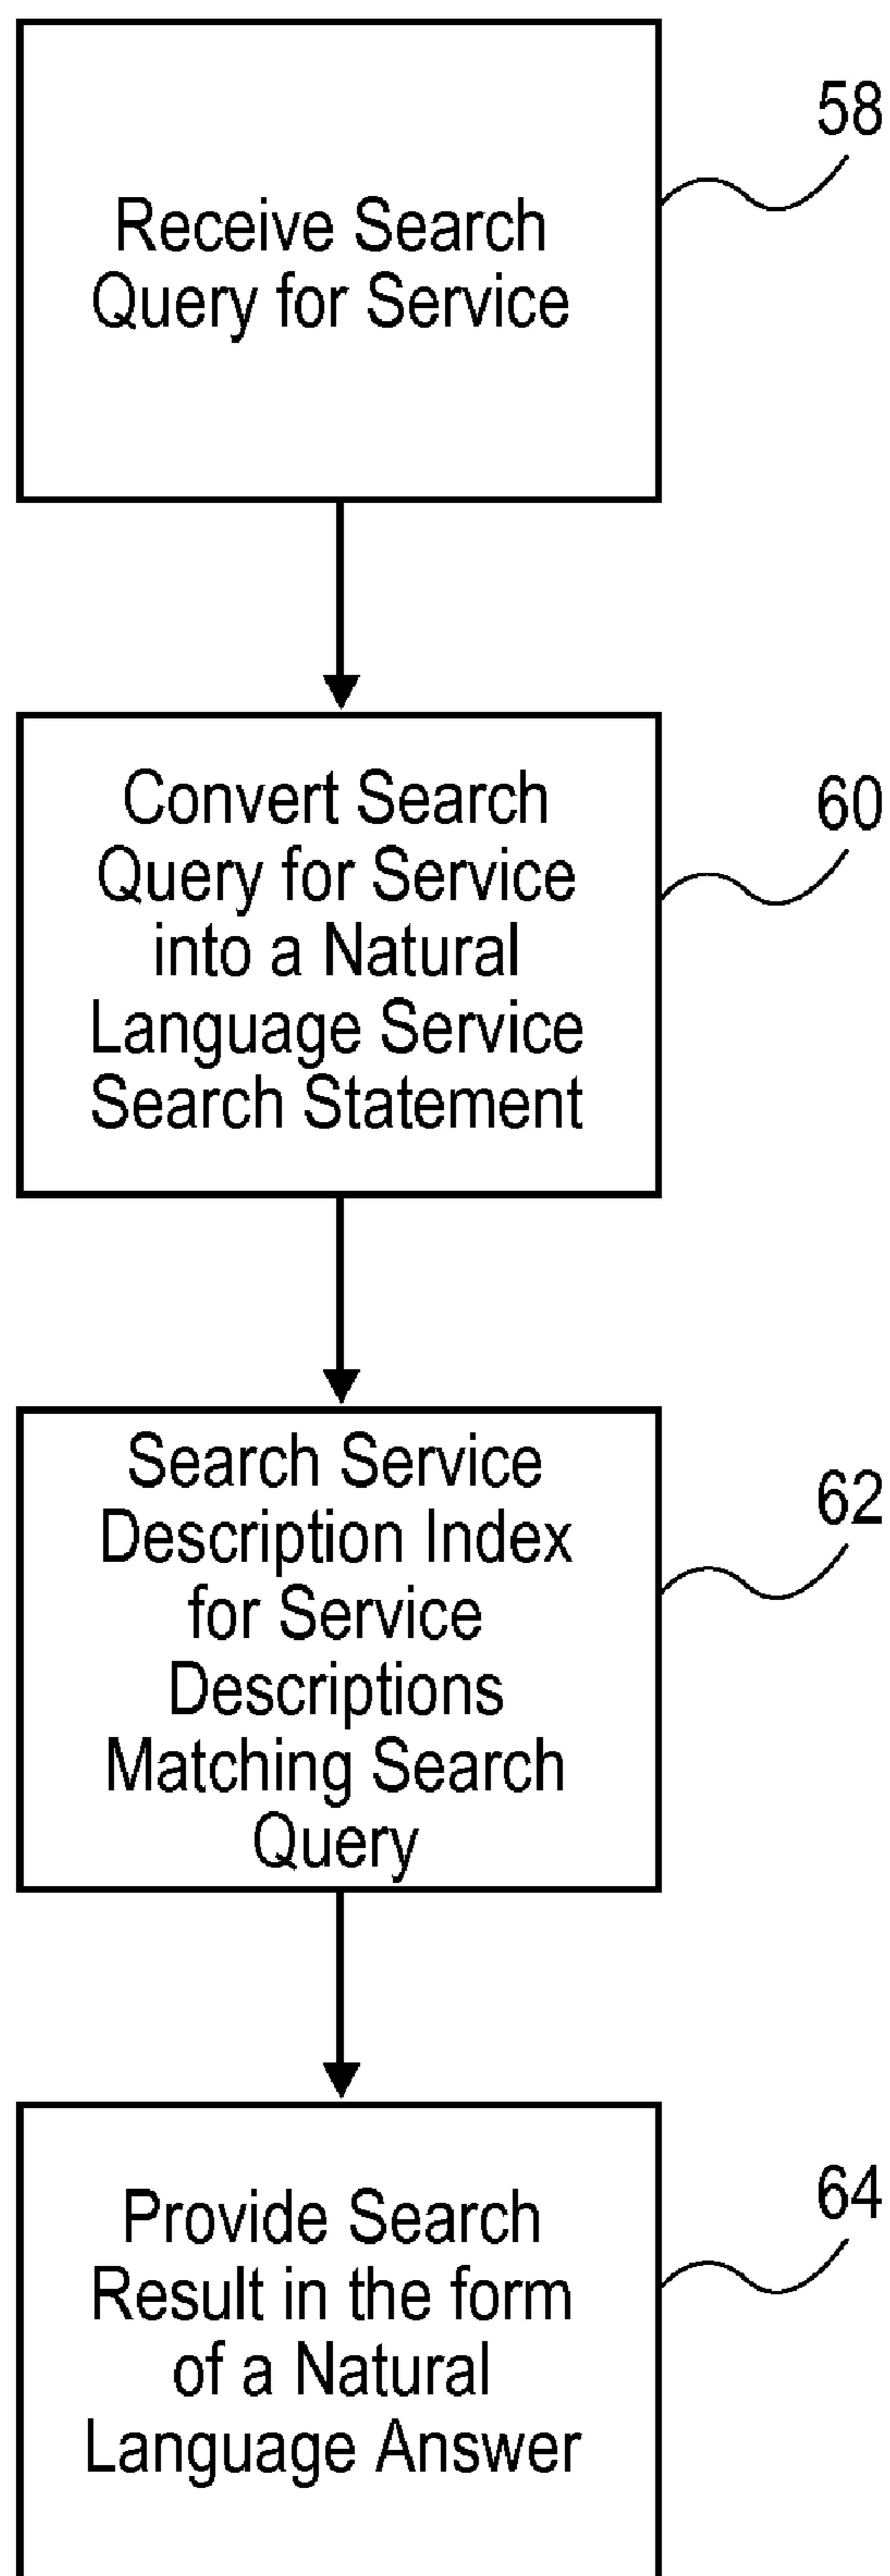 58
Receive Search
Query for Service
60
Convert Search
Query for Service
into a Natural
Language Service
Search Statement
62
Search Service
Description Index
for Service
Descriptions
Matching Search
Query
64
Provide Search
Result in the form
of a Natural
Language Answer